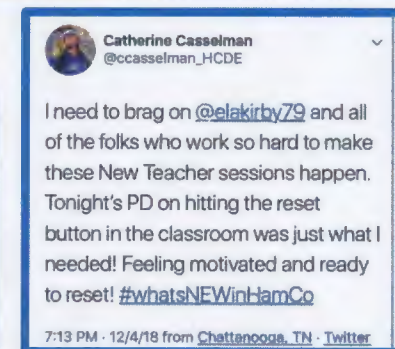 Catherine Casselman
@ccasselman_HCDE
I need to brag on @elakirby79 and all
of the folks who work so hard to make
these New Teacher sessions happen.
Tonight's PD on hitting the reset
button in the classroom was just what I
needed! Feeling motivated and ready
to reset! #whatsNEWinHamCo
7:13 PM · 12/4/18 from Chattanooga, TN · Twitter